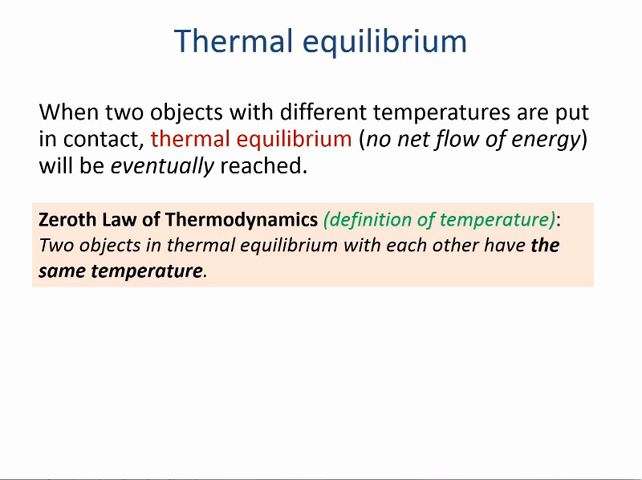 Thermal equilibrium
When two objects with different temperatures are put
in contact, thermal equilibrium (no net flow of energy)
will be eventually reached.
Zeroth Law of Thermodynamics (definition of temperature):
Two objects in thermal equilibrium with each other have the
same temperature.